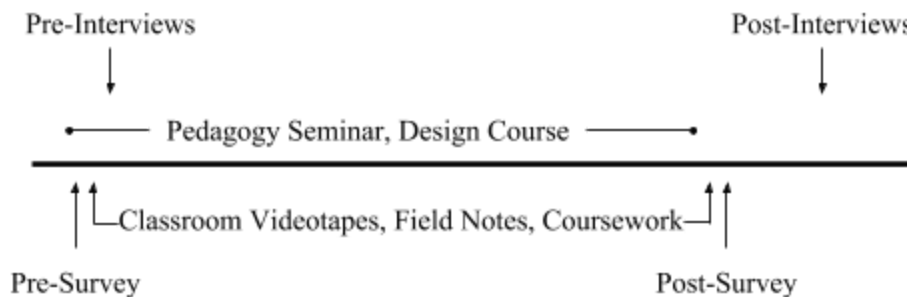 Pre-Interviews
Post-Interviews
Pedagogy Seminar, Design Course
Classroom Videotapes, Field Notes, Coursework
Pre-Survey
Post-Survey